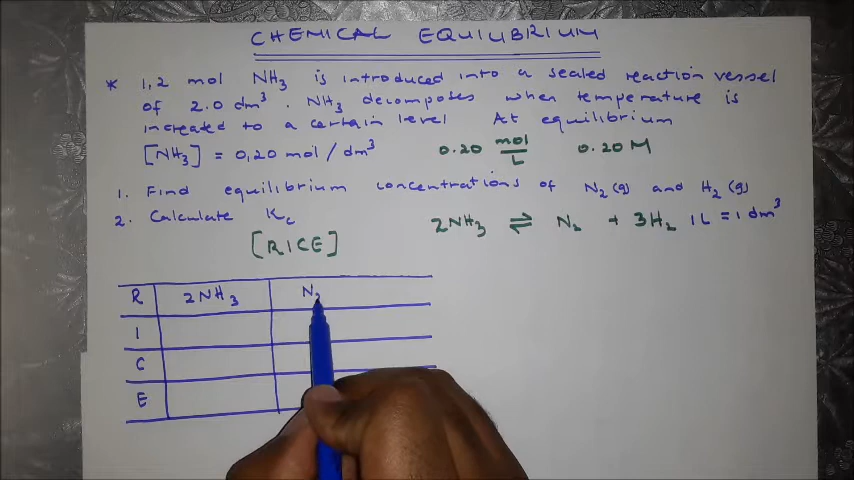 CHEMICAL EQUILIBRIUM
* 1,2 mol NH3 is introduced into a sealed reaction vessel
of 2.0 dm³. NH3 decomposes when temperature is
increased to a certain level At equilibrium
[NH3] = 0,20 mol/dm³ 0.20 mol/L 0.20 M
1. Find equilibrium concentrations of N2(g) and H2(g)
2. Calculate Kc
2NH3 ⇌ N2 + 3H2 1L = 1 dm³
[RICE]
R 2NH3 N2
I
C
E